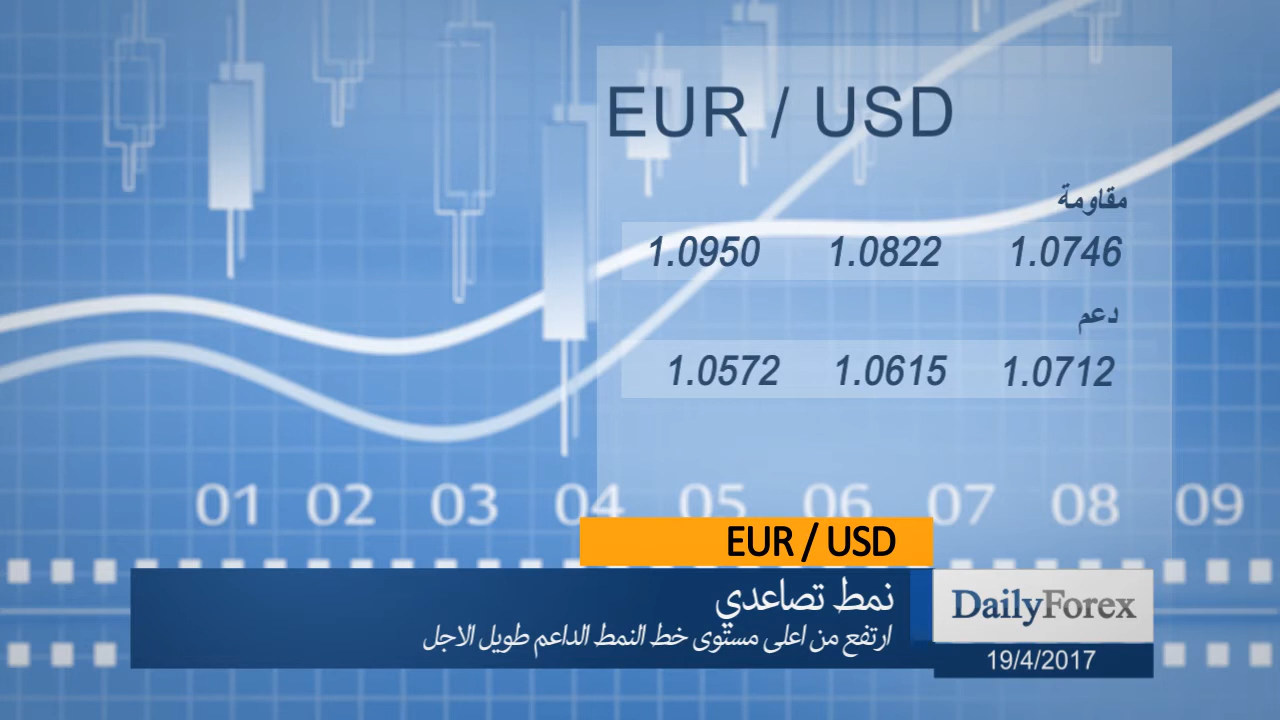 EUR / USD
مقاومة
1.0950 1.0822 1.0746
دعم
1.0572 1.0615 1.0712
01 02 03 04 05 06 07 08 09
EUR / USD
نمط تصاعدي
ارتفع من اعلى مستوى خط النمط الداعم طويل الاجل
DailyForex
19/4/2017